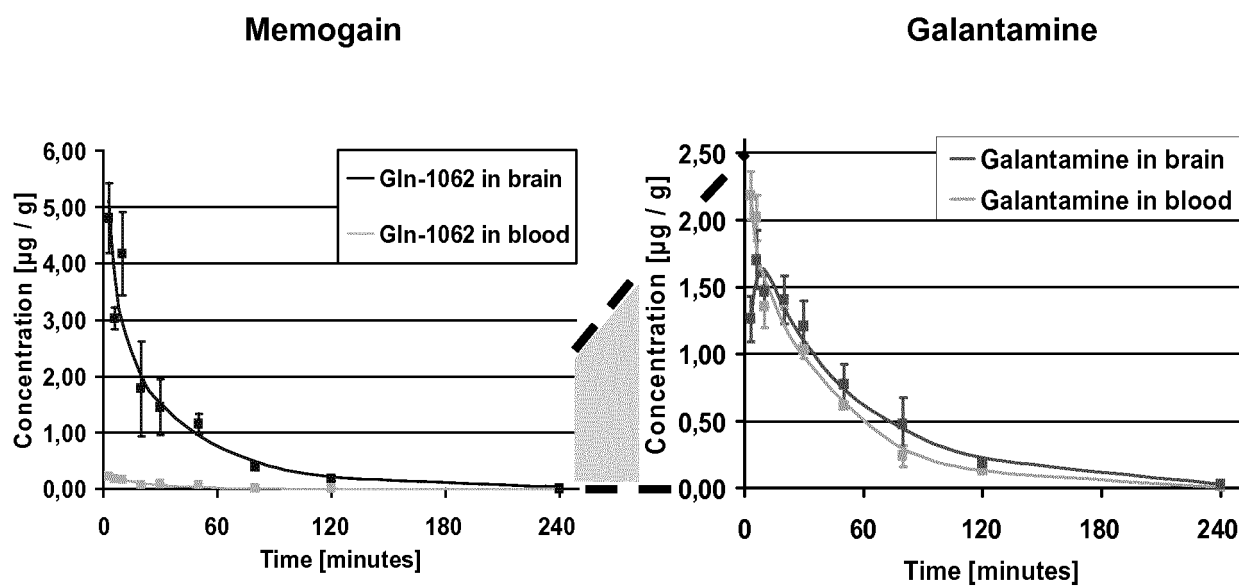 Memogain
Galantamine
Concentration [µg / g]
6,00
5,00
4,00
3,00
2,00
1,00
0,00
Gln-1062 in brain
Gln-1062 in blood
0
60
120
180
240
Time [minutes]
Concentration [µg / g]
2,50
2,00
1,50
1,00
0,50
0,00
Galantamine in brain
Galantamine in blood
0
60
120
180
240
Time [minutes]